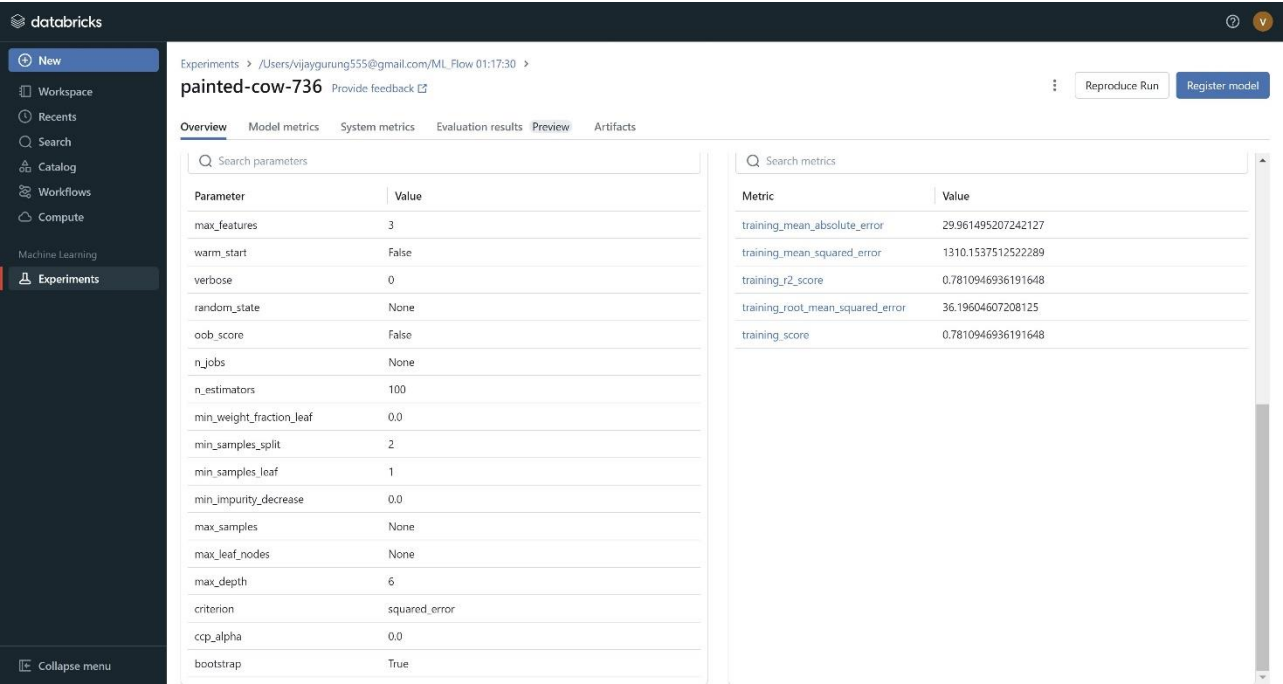 databricks
V
New
Workspace
Recents
Search
Catalog
Workflows
Compute
Machine Learning
Experiments
Collapse menu
Experiments > /Users/vijaygurung555@gmail.com/ML_Flow 01:17:30 >
painted-cow-736 Provide feedback
Reproduce Run
Register model
Overview Model metrics System metrics Evaluation results Preview Artifacts
Search parameters
Parameter Value
max_features 3
warm_start False
verbose 0
random_state None
oob_score False
n_jobs None
n_estimators 100
min_weight_fraction_leaf 0.0
min_samples_split 2
min_samples_leaf 1
min_impurity_decrease 0.0
max_samples None
max_leaf_nodes None
max_depth 6
criterion squared_error
ccp_alpha 0.0
bootstrap True
Search metrics
Metric Value
training_mean_absolute_error 29.961495207242127
training_mean_squared_error 1310.1537512522289
training_r2_score 0.7810946936191648
training_root_mean_squared_error 36.19604607208125
training_score 0.7810946936191648